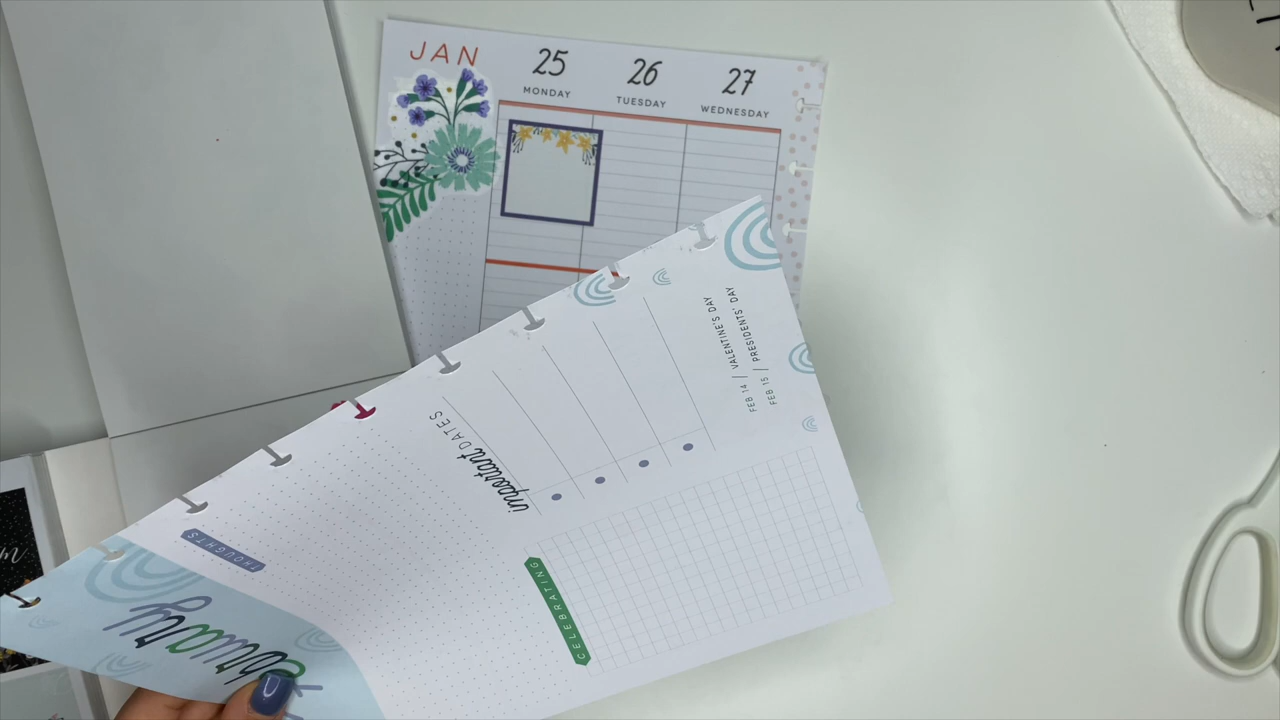 JAN
25 26 27
MONDAY TUESDAY WEDNESDAY
important DATES
FEB 14 / VALENTINE'S DAY
FEB 15 / PRESIDENTS' DAY
THOUGHTS
CELEBRATING